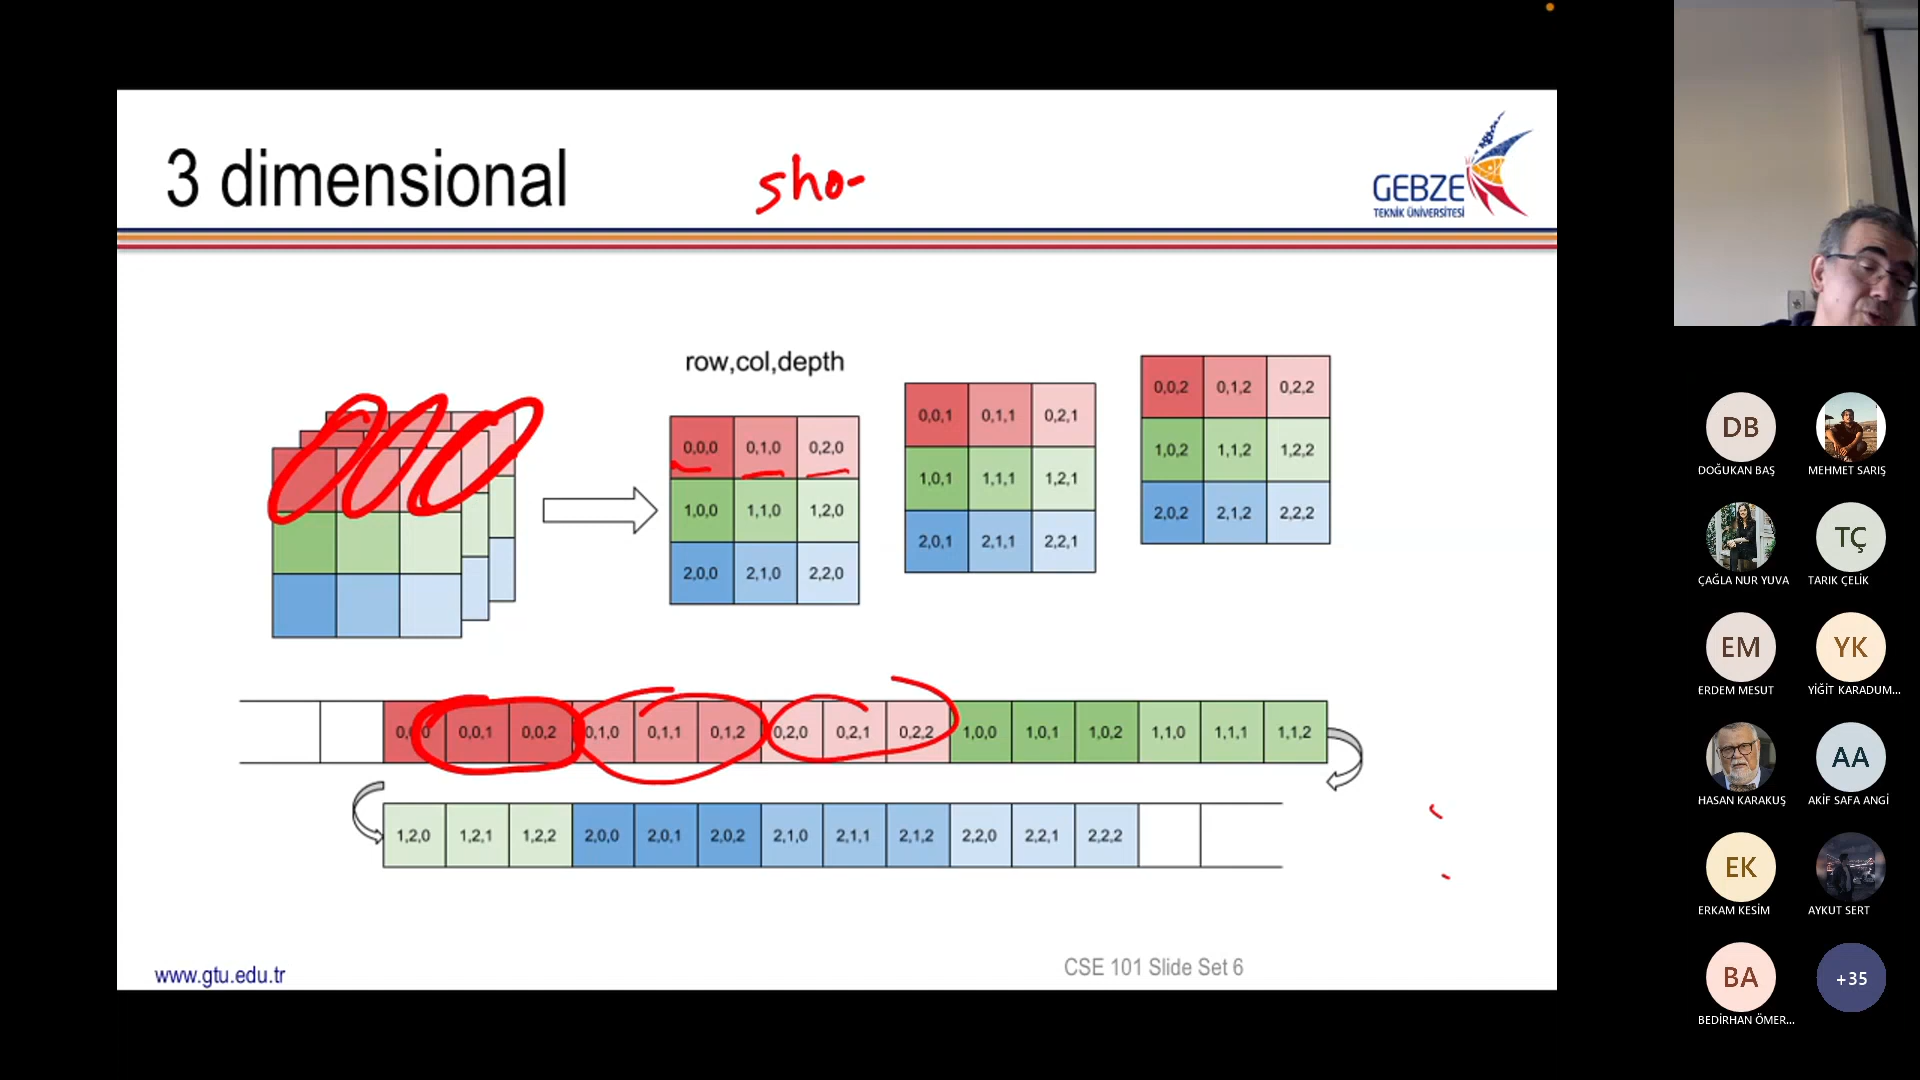 3 dimensional
sho-
GEBZE
TEKNİK ÜNİVERSİTESİ
row,col,depth
0,0,0 0,1,0 0,2,0
1,0,0 1,1,0 1,2,0
2,0,0 2,1,0 2,2,0
0,0,1 0,1,1 0,2,1
1,0,1 1,1,1 1,2,1
2,0,1 2,1,1 2,2,1
0,0,2 0,1,2 0,2,2
1,0,2 1,1,2 1,2,2
2,0,2 2,1,2 2,2,2
0,0,0 0,0,1 0,0,2 0,1,0 0,1,1 0,1,2 0,2,0 0,2,1 0,2,2 1,0,0 1,0,1 1,0,2 1,1,0 1,1,1 1,1,2
1,2,0 1,2,1 1,2,2 2,0,0 2,0,1 2,0,2 2,1,0 2,1,1 2,1,2 2,2,0 2,2,1 2,2,2
www.gtu.edu.tr
CSE 101 Slide Set 6
DB
DOĞUKAN BAŞ
MEHMET SARIŞ
ÇAĞLA NUR YUVA
TÇ
TARIK ÇELİK
EM
ERDEM MESUT
YK
YİĞİT KARADUM...
HASAN KARAKUŞ
AA
AKİF SAFA ANGİ
EK
ERKAM KESİM
AYKUT SERT
BA
BEDİRHAN ÖMER...
+35